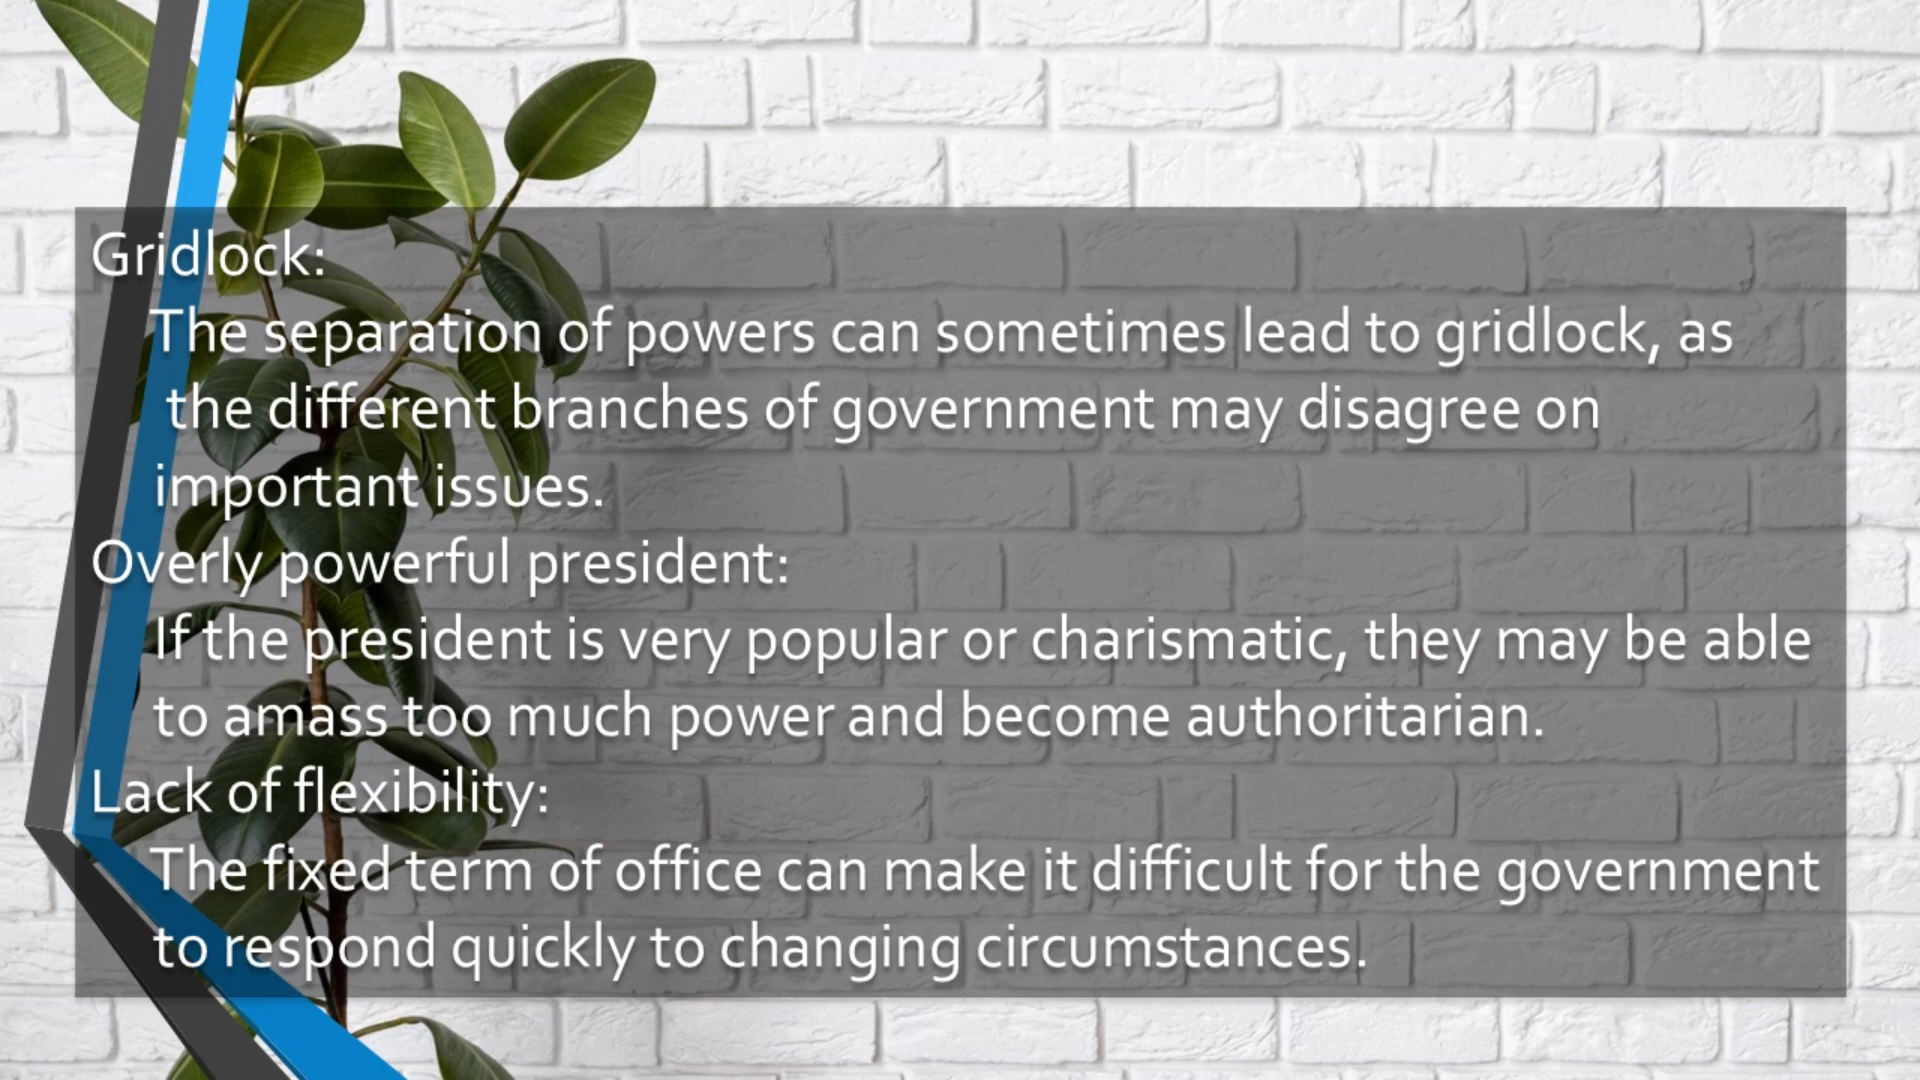 Gridlock:
The separation of powers can sometimes lead to gridlock, as
the different branches of government may disagree on
important issues.
Overly powerful president:
If the president is very popular or charismatic, they may be able
to amass too much power and become authoritarian.
Lack of flexibility:
The fixed term of office can make it difficult for the government
to respond quickly to changing circumstances.